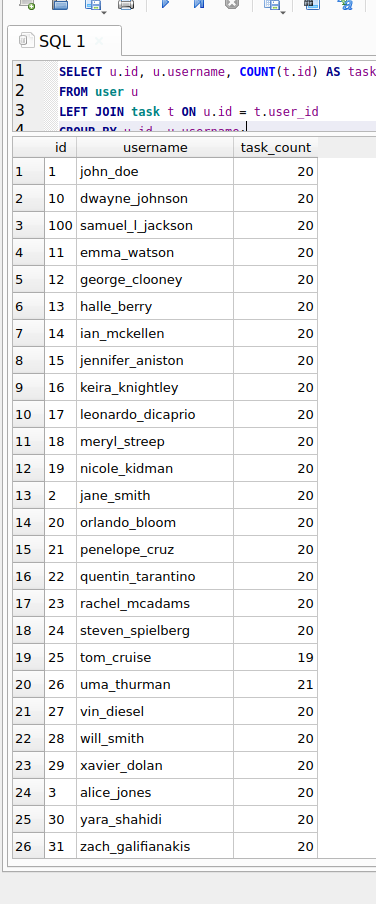 SQL 1
1 SELECT u.id, u.username, COUNT(t.id) AS task
2 FROM user u
3 LEFT JOIN task t ON u.id = t.user_id
4 GROUP BY u.id, u.username;
id username task_count
1 1 john_doe 20
2 10 dwayne_johnson 20
3 100 samuel_l_jackson 20
4 11 emma_watson 20
5 12 george_clooney 20
6 13 halle_berry 20
7 14 ian_mckellen 20
8 15 jennifer_aniston 20
9 16 keira_knightley 20
10 17 leonardo_dicaprio 20
11 18 meryl_streep 20
12 19 nicole_kidman 20
13 2 jane_smith 20
14 20 orlando_bloom 20
15 21 penelope_cruz 20
16 22 quentin_tarantino 20
17 23 rachel_mcadams 20
18 24 steven_spielberg 20
19 25 tom_cruise 19
20 26 uma_thurman 21
21 27 vin_diesel 20
22 28 will_smith 20
23 29 xavier_dolan 20
24 3 alice_jones 20
25 30 yara_shahidi 20
26 31 zach_galifianakis 20